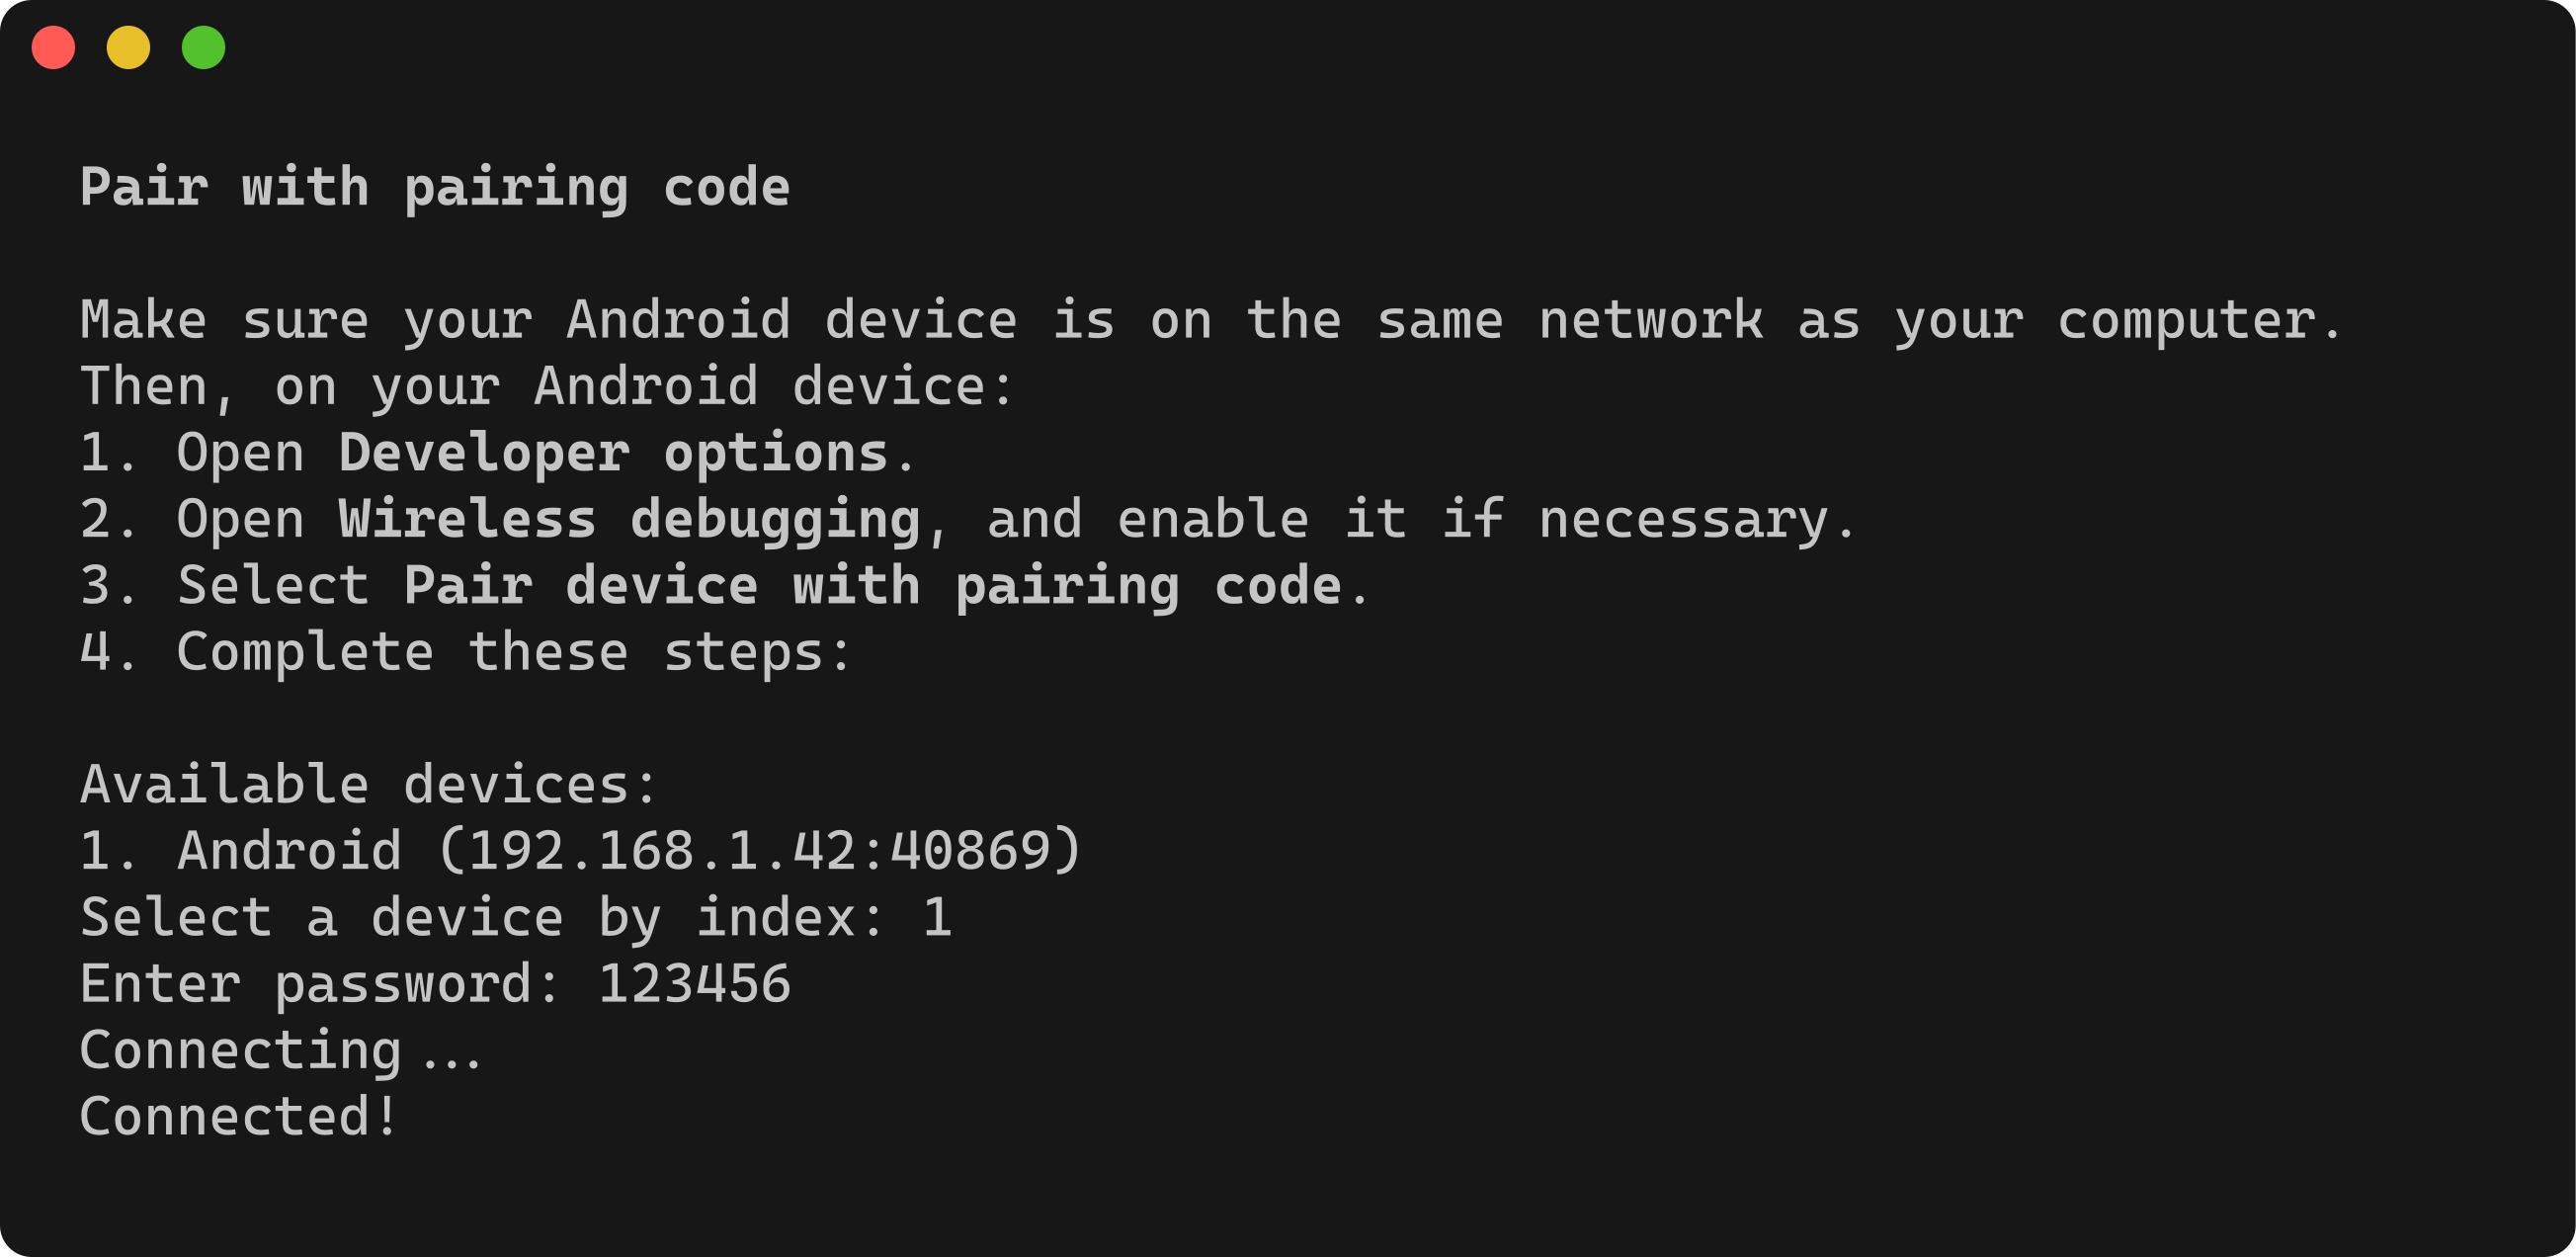 Pair with pairing code
Make sure your Android device is on the same network as your computer.
Then, on your Android device:
1. Open Developer options.
2. Open Wireless debugging, and enable it if necessary.
3. Select Pair device with pairing code.
4. Complete these steps:
Available devices:
1. Android (192.168.1.42:40869)
Select a device by index: 1
Enter password: 123456
Connecting...
Connected!